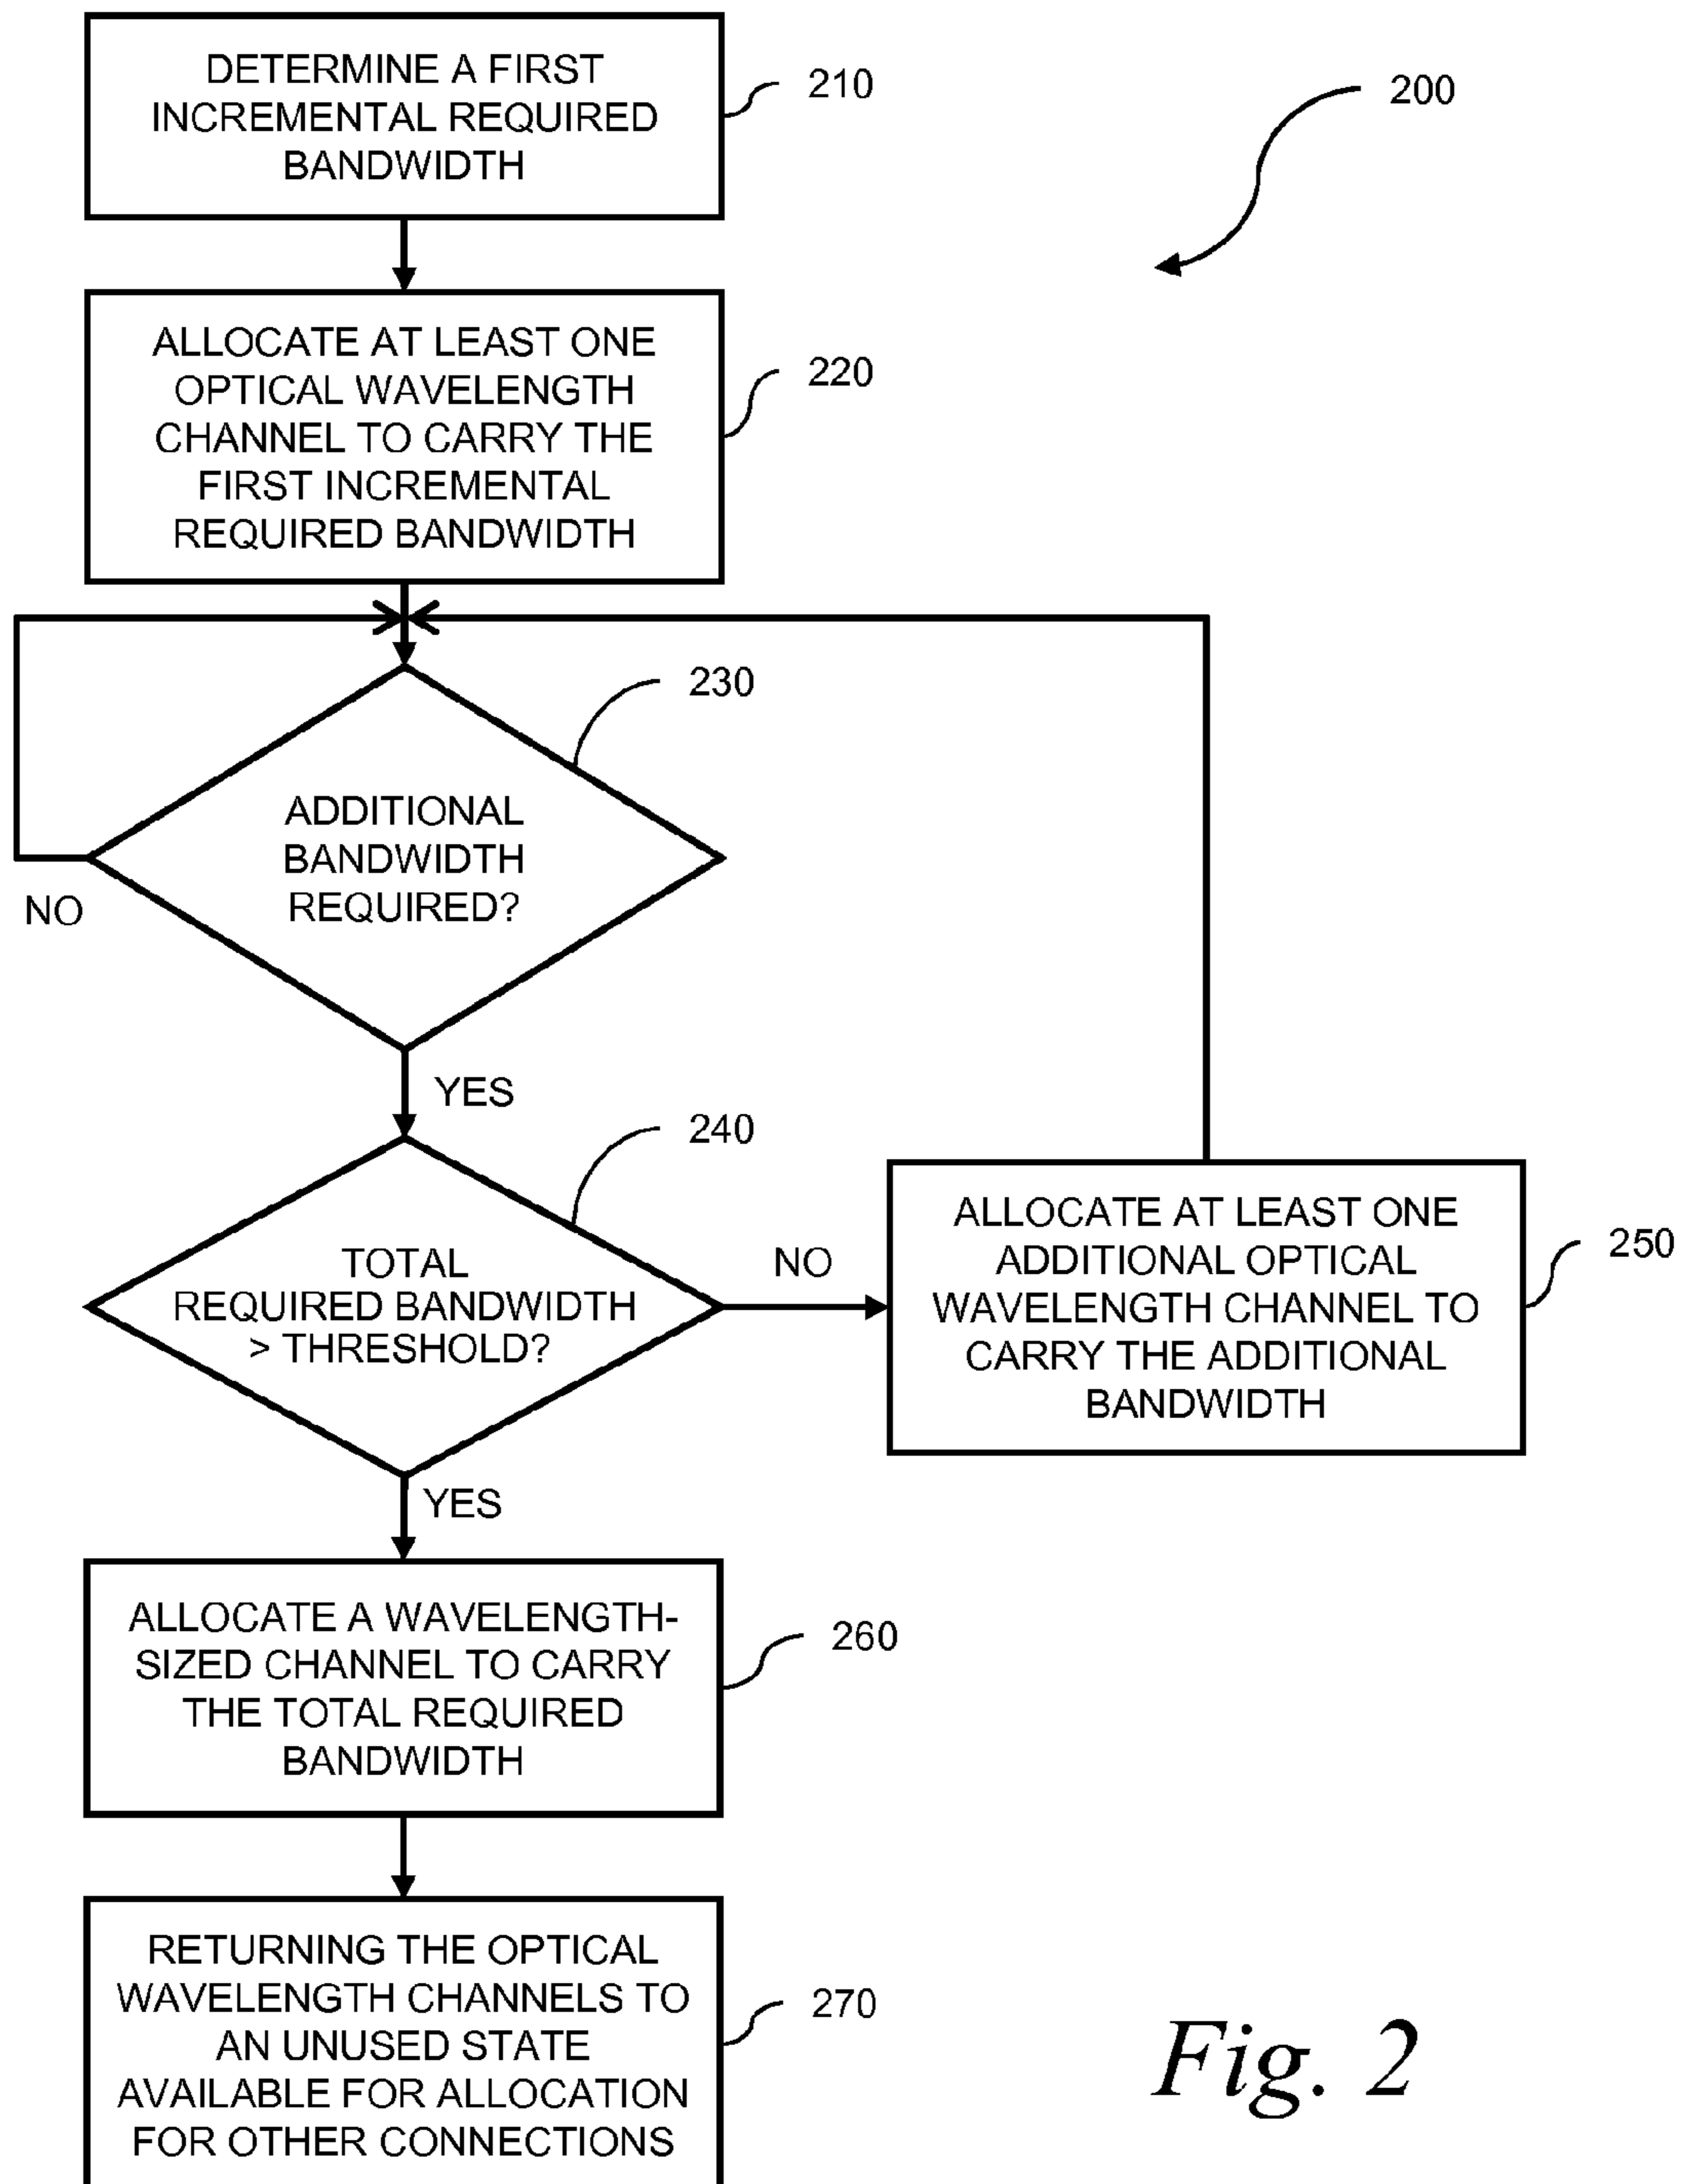 DETERMINE A FIRST
INCREMENTAL REQUIRED
BANDWIDTH
210
200
ALLOCATE AT LEAST ONE
OPTICAL WAVELENGTH
CHANNEL TO CARRY THE
FIRST INCREMENTAL
REQUIRED BANDWIDTH
220
230
ADDITIONAL
BANDWIDTH
REQUIRED?
NO
YES
240
TOTAL
REQUIRED BANDWIDTH
> THRESHOLD?
NO
ALLOCATE AT LEAST ONE
ADDITIONAL OPTICAL
WAVELENGTH CHANNEL TO
CARRY THE ADDITIONAL
BANDWIDTH
250
YES
ALLOCATE A WAVELENGTH-
SIZED CHANNEL TO CARRY
THE TOTAL REQUIRED
BANDWIDTH
260
RETURNING THE OPTICAL
WAVELENGTH CHANNELS TO
AN UNUSED STATE
AVAILABLE FOR ALLOCATION
FOR OTHER CONNECTIONS
270
Fig. 2